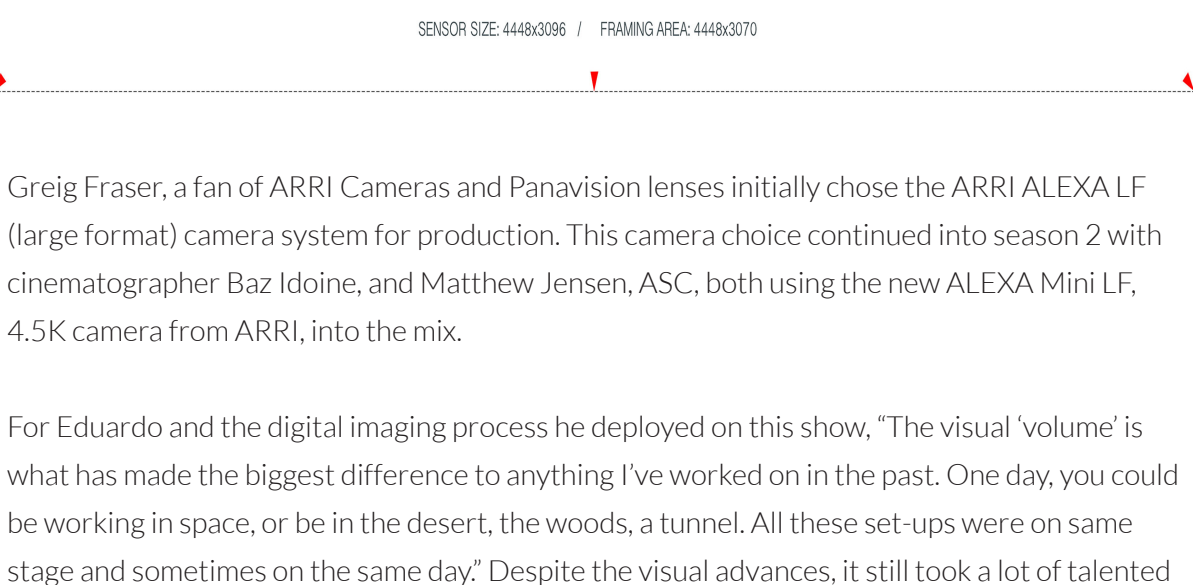 SENSOR SIZE: 4448x3096 / FRAMING AREA: 4448x3070
Greig Fraser, a fan of ARRI Cameras and Panavision lenses initially chose the ARRI ALEXA LF
(large format) camera system for production. This camera choice continued into season 2 with
cinematographer Baz Idoine, and Matthew Jensen, ASC, both using the new ALEXA Mini LF,
4.5K camera from ARRI, into the mix.
For Eduardo and the digital imaging process he deployed on this show, “The visual ‘volume’ is
what has made the biggest difference to anything I’ve worked on in the past. One day, you could
be working in space, or be in the desert, the woods, a tunnel. All these set-ups were on same
stage and sometimes on the same day.” Despite the visual advances, it still took a lot of talented